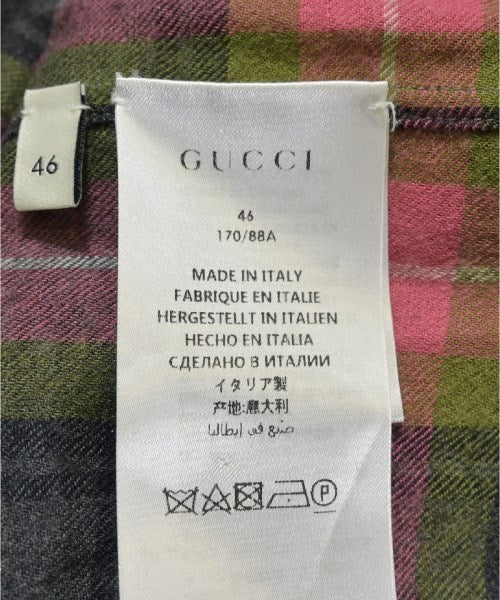 46
GUCCI
46
170/88A
MADE IN ITALY
FABRIQUE EN ITALIE
HERGESTELLT IN ITALIEN
HECHO EN ITALIA
СДЕЛАНО В ИТАЛИИ
イタリア製
产地:意大利
صنع في إيطاليا
P